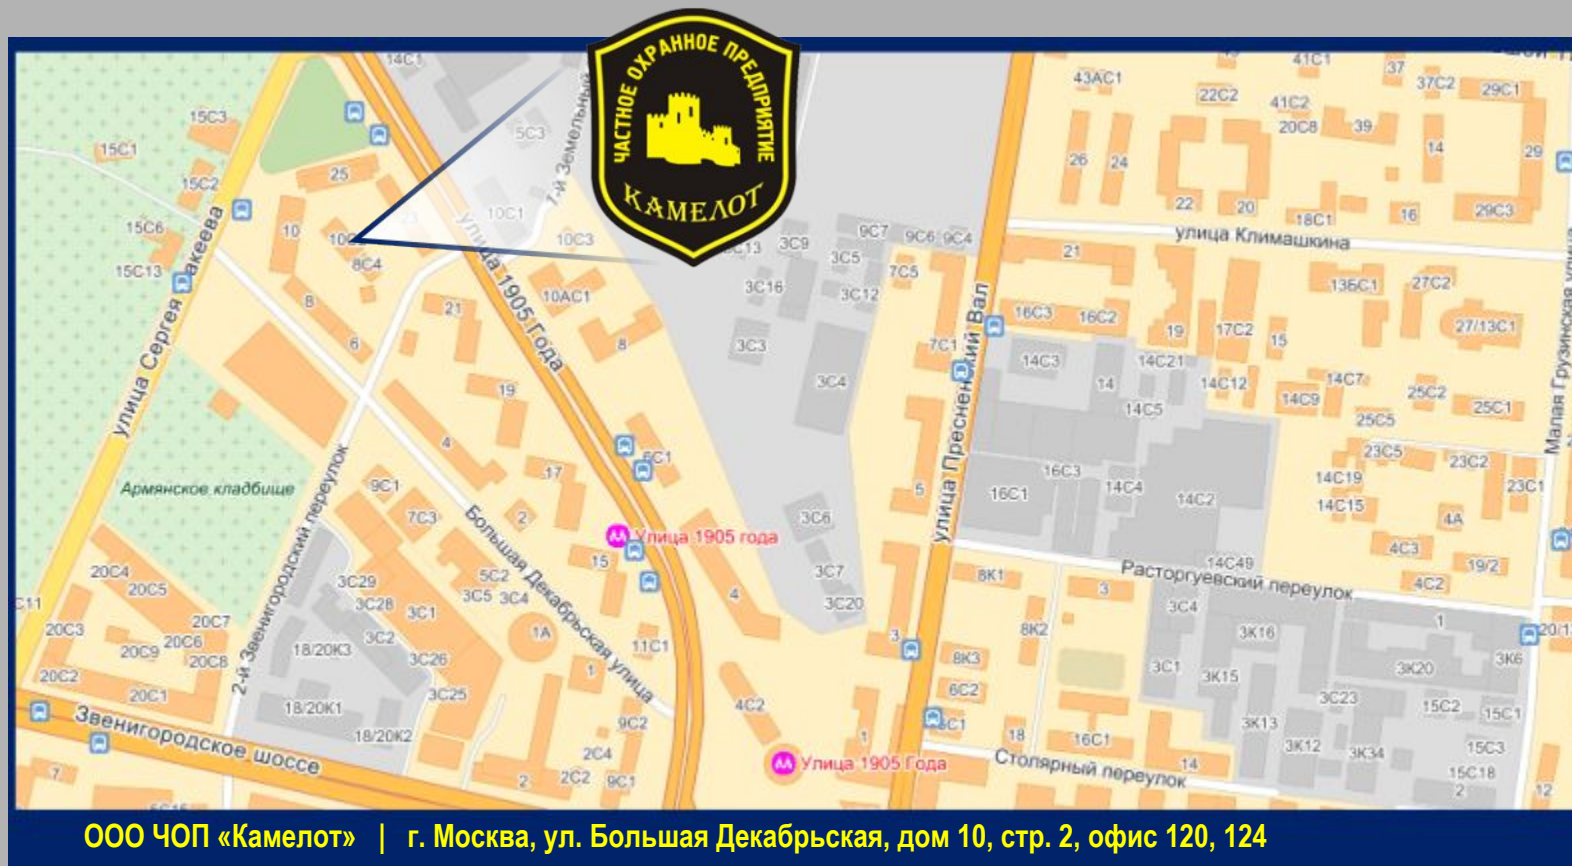 ЧАСТНОЕ ОХРАННОЕ ПРЕДПРИЯТИЕ
КАМЕЛОТ
14С1
41С1
37
43АС1
37С2
29С1
22С2
41С2
15С3
5С3
1-й Земельный
20С8
39
15С1
14
29
26
24
25
15С2
22
20
18С1
16
29С3
15С6
10
10С1
10С3
9С7
9С6
9С4
улица Климашкина
3С9
21
8С4
3С5
15С13
7С5
3С16
3С12
13БС1
27С2
10АС1
8
21
18С3
16С2
19
17С2
15
27/13С1
6
8
3С3
7С1
14С3
14С21
улица Сергея Макеева
улица 1905 Года
улица Пресненский Вал
Малая Грузинская улица
3С4
14
14С12
14С7
19
14С9
25С2
25С1
14С5
25С5
4
6С1
23С5
17
16С3
23С2
14С19
9С1
5
16С1
14С4
14С2
23С1
Армянское кладбище
14С15
7С3
2
3С6
4А
Улица 1905 года
4С3
15
14С49
20С4
20С5
3С29
5С2
3С7
8К1
3
Расторгуевский переулок
19/2
4С2
3С28
3С1
3С5
3С4
4
3С20
3С4
20С7
20С3
3С2
1А
3
8К2
3К16
1
20С6
20С9
18/20К3
11С1
2-й Звенигородский переулок
Большая Декабрьская улица
20С8
3С26
8К3
3С1
3К20
3К6
20С2
1
3К15
20С1
3С25
6С2
3С23
18/20К1
4С2
15С2
15С1
9С2
3К13
Звенигородское шоссе
18/20К2
1
18
16С1
3К12
3К34
15С3
2С4
Улица 1905 Года
Столярный переулок
14
7
2
2С2
9С1
15С18
2
12
ООО ЧОП «Камелот» | г. Москва, ул. Большая Декабрьская, дом 10, стр. 2, офис 120, 124